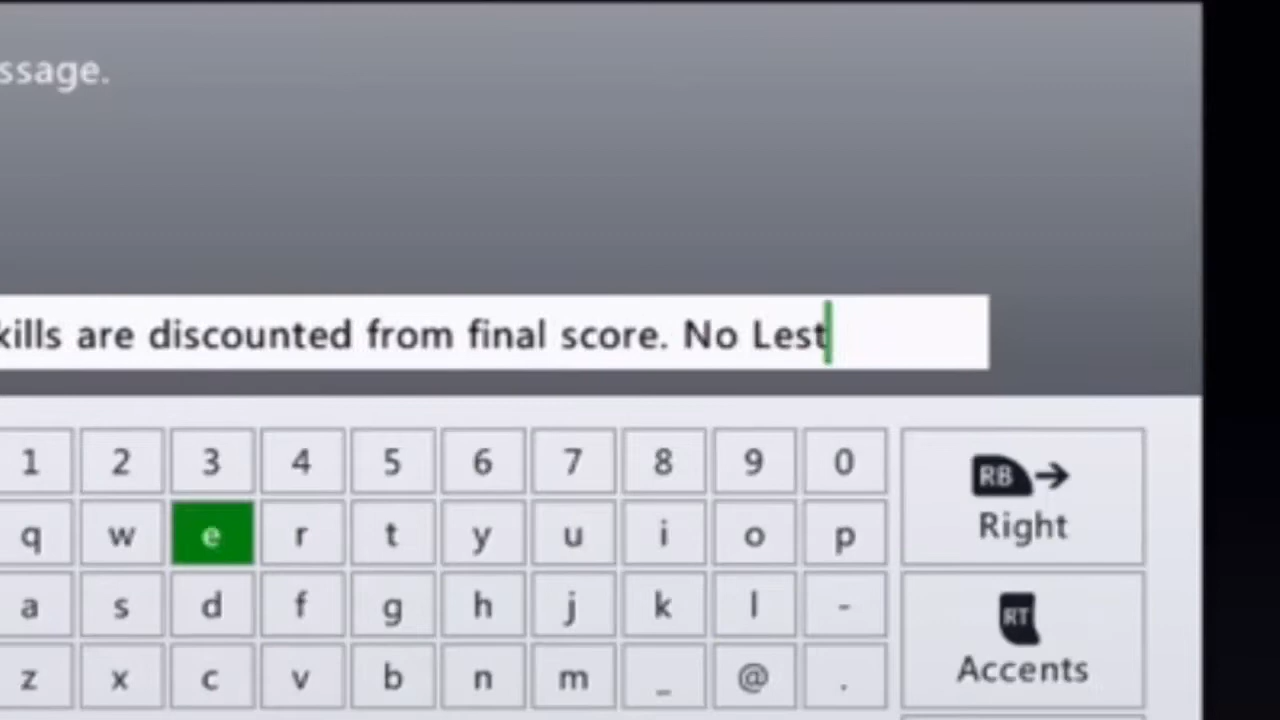 ssage.
kills are discounted from final score. No Lest
1 2 3 4 5 6 7 8 9 0
RB
Right
q w e r t y u i o p
a s d f g h j k l -
RT
Accents
z x c v b n m _ @ .